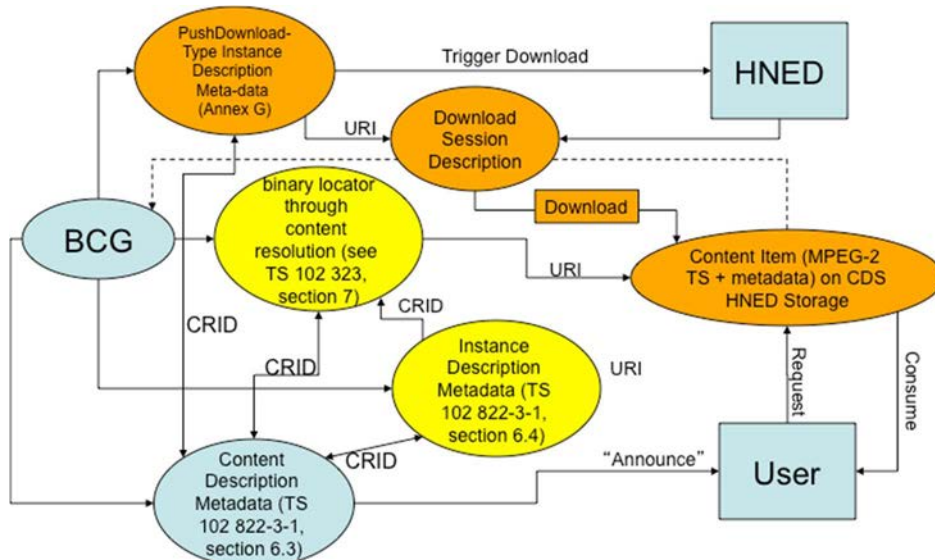 PushDownload-
Type Instance
Description
Meta-data
(Annex G)
Trigger Download
HNED
URI
Download
Session
Description
binary locator
through
content
resolution (see
TS 102 323,
section 7)
Download
BCG
URI
Content Item (MPEG-2
TS + metadata) on CDS
HNED Storage
CRID
CRID
CRID
Instance
Description
Metadata (TS
102 822-3-1,
section 6.4)
URI
Request
Consume
CRID
Content
Description
Metadata (TS
102 822-3-1,
section 6.3)
“Announce”
User